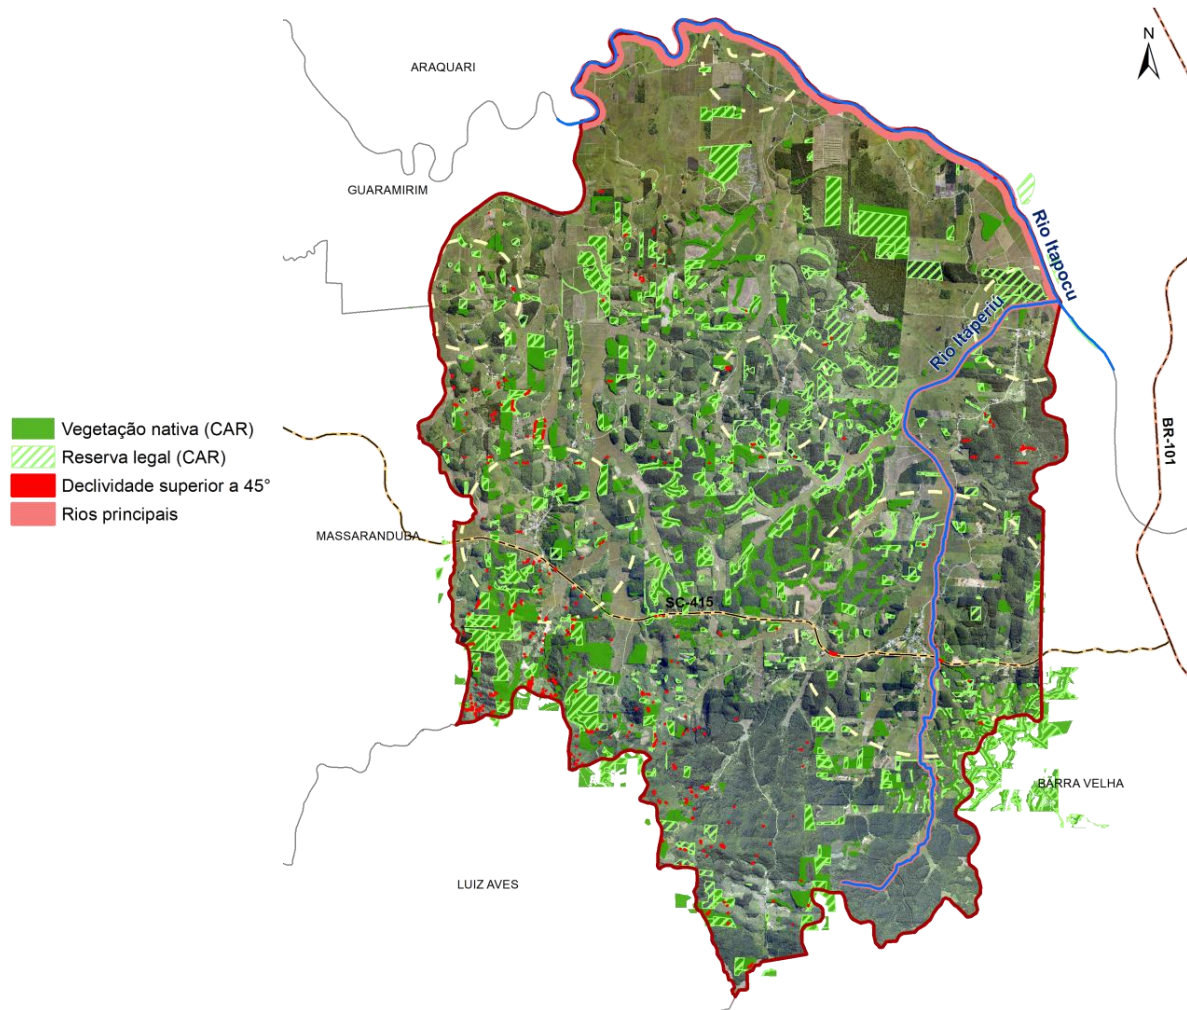 N
ARAQUARI
GUARAMIRIM
Rio Itapocu
Rio Itaperiú
Vegetação nativa (CAR)
Reserva legal (CAR)
Declividade superior a 45°
Rios principais
BR-101
MASSARANDUBA
SC-415
BARRA VELHA
LUIZ AVES